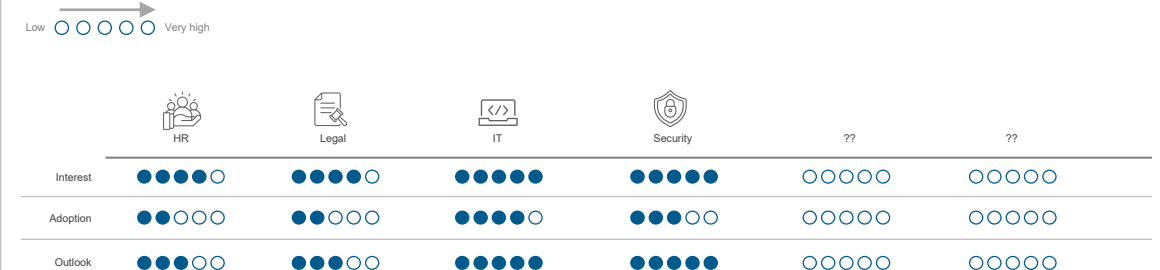 Low Very high
HR Legal IT Security ?? ??
Interest
Adoption
Outlook